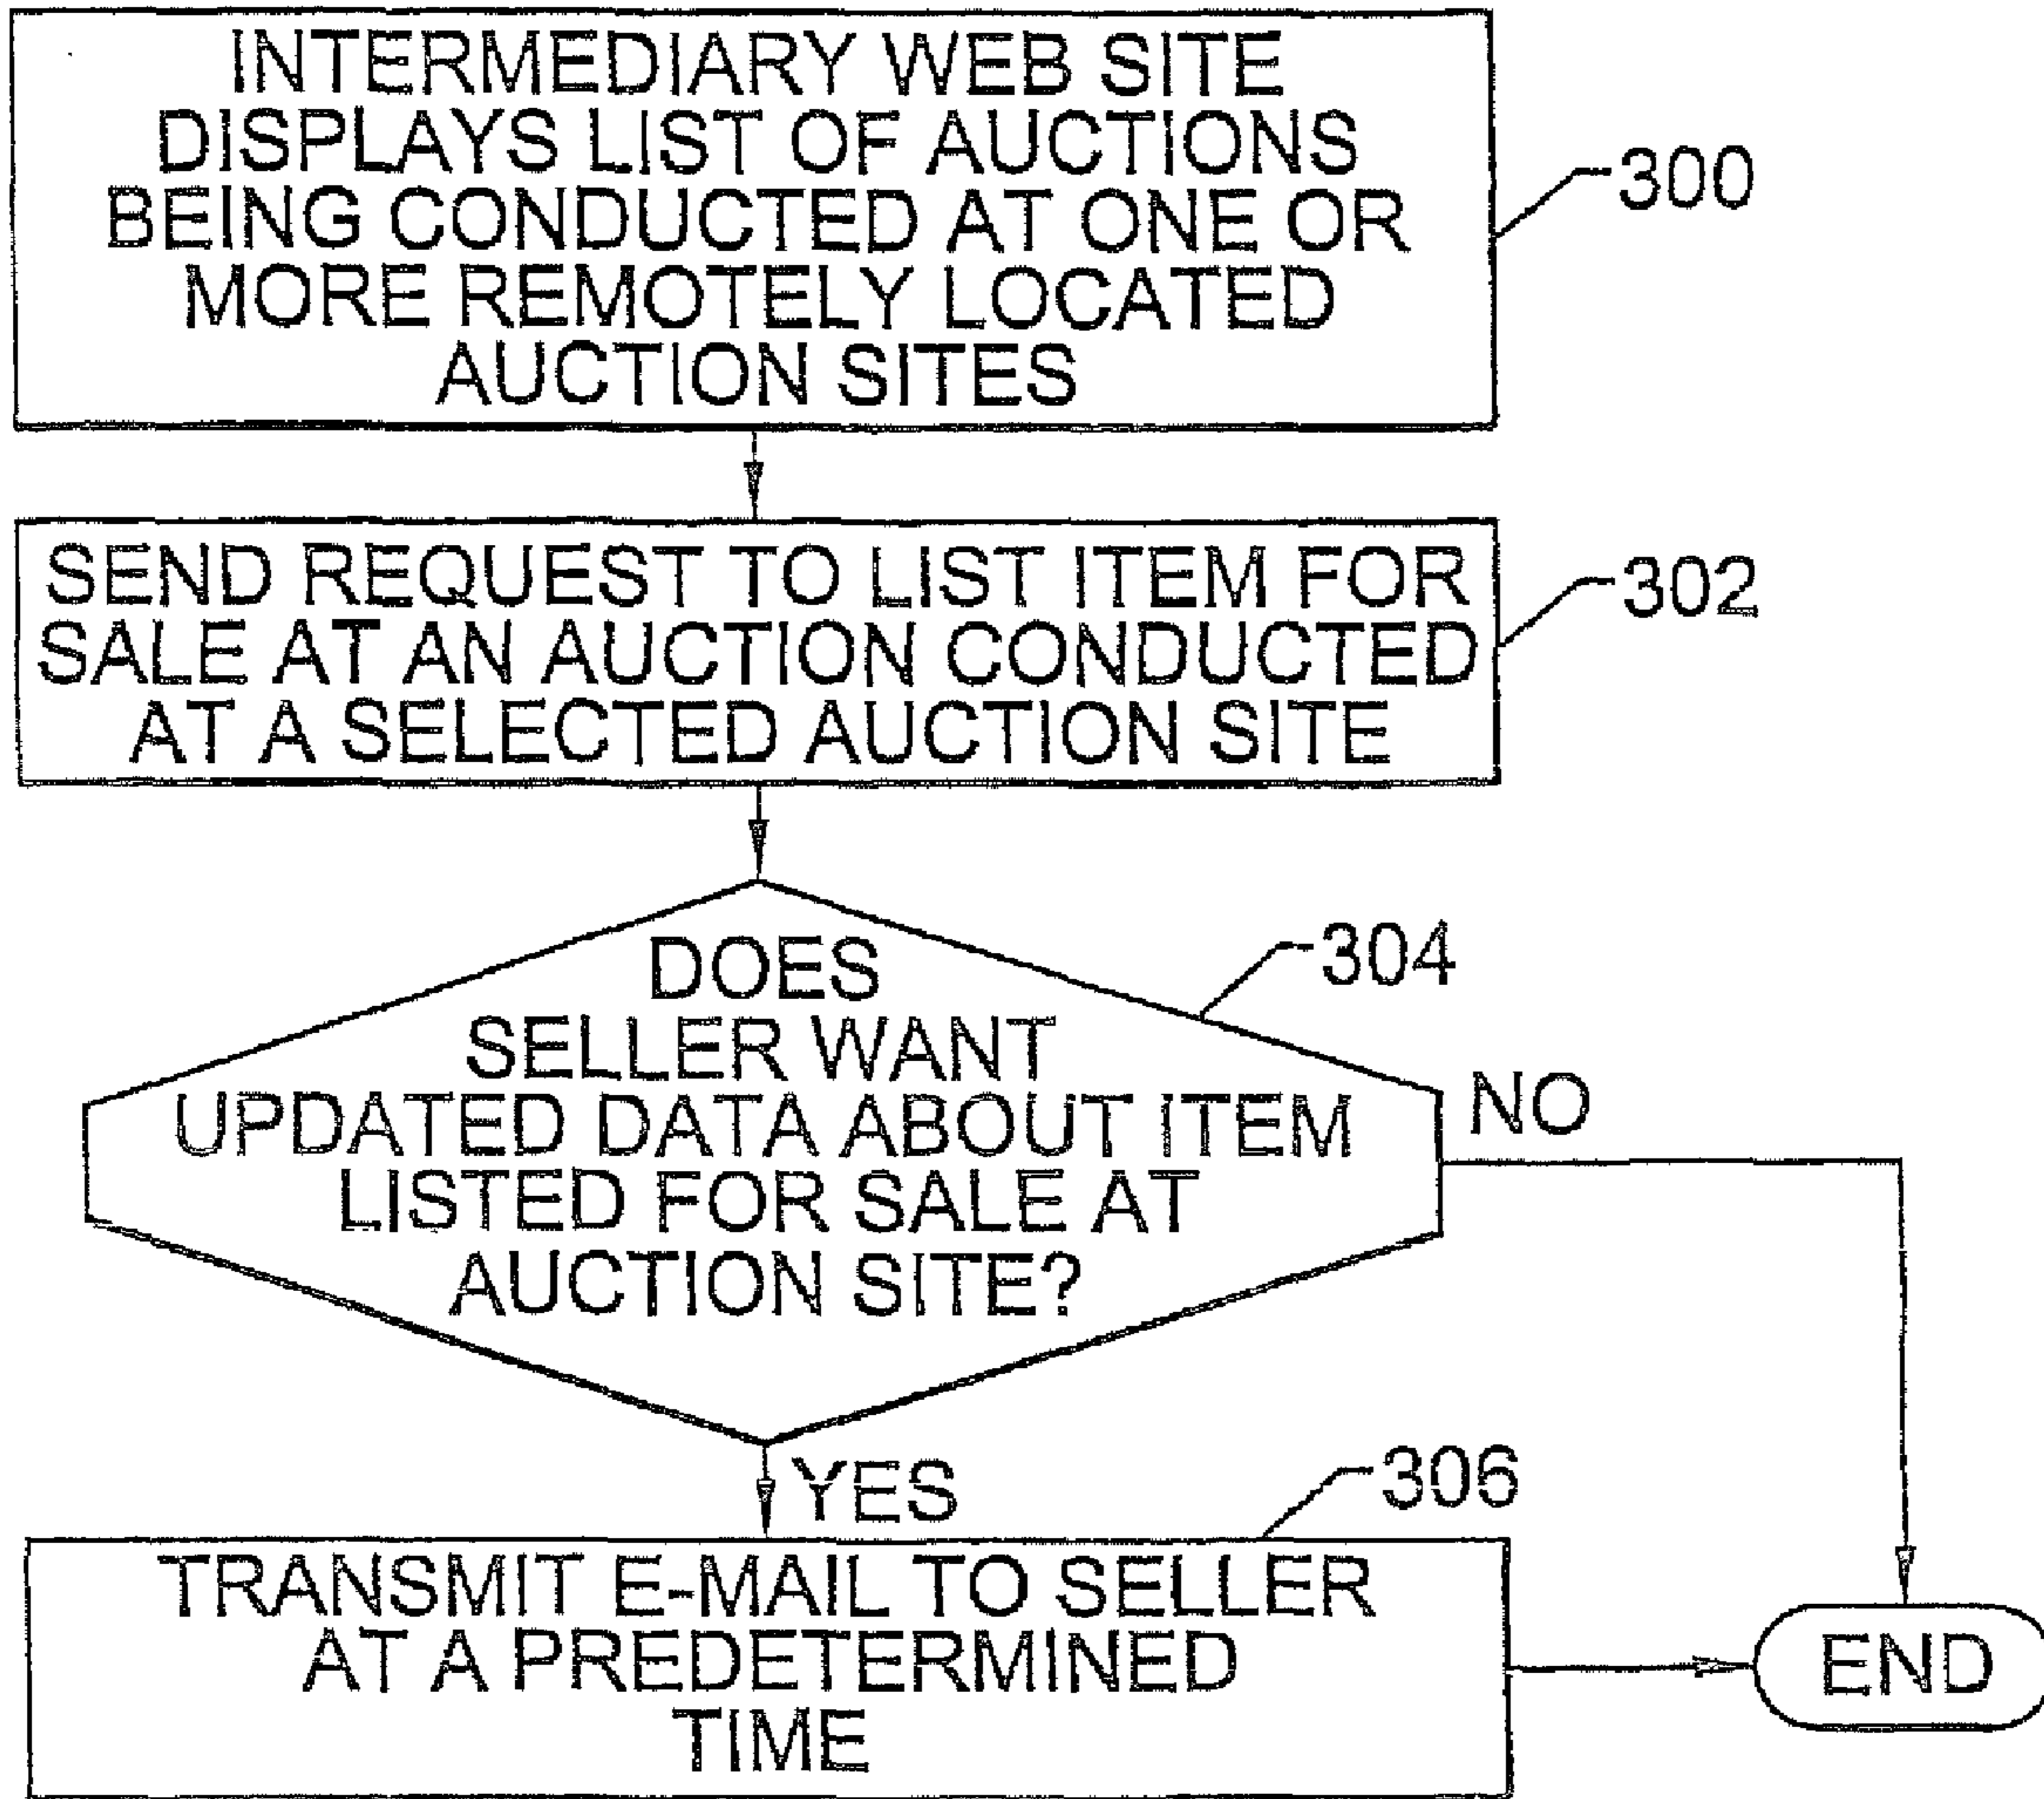 INTERMEDIARY WEB SITE
DISPLAYS LIST OF AUCTIONS
BEING CONDUCTED AT ONE OR
MORE REMOTELY LOCATED
AUCTION SITES
300
SEND REQUEST TO LIST ITEM FOR
SALE AT AN AUCTION CONDUCTED
AT A SELECTED AUCTION SITE
302
DOES
SELLER WANT
UPDATED DATA ABOUT ITEM
LISTED FOR SALE AT
AUCTION SITE?
304
NO
YES
306
TRANSMIT E-MAIL TO SELLER
AT A PREDETERMINED
TIME
END